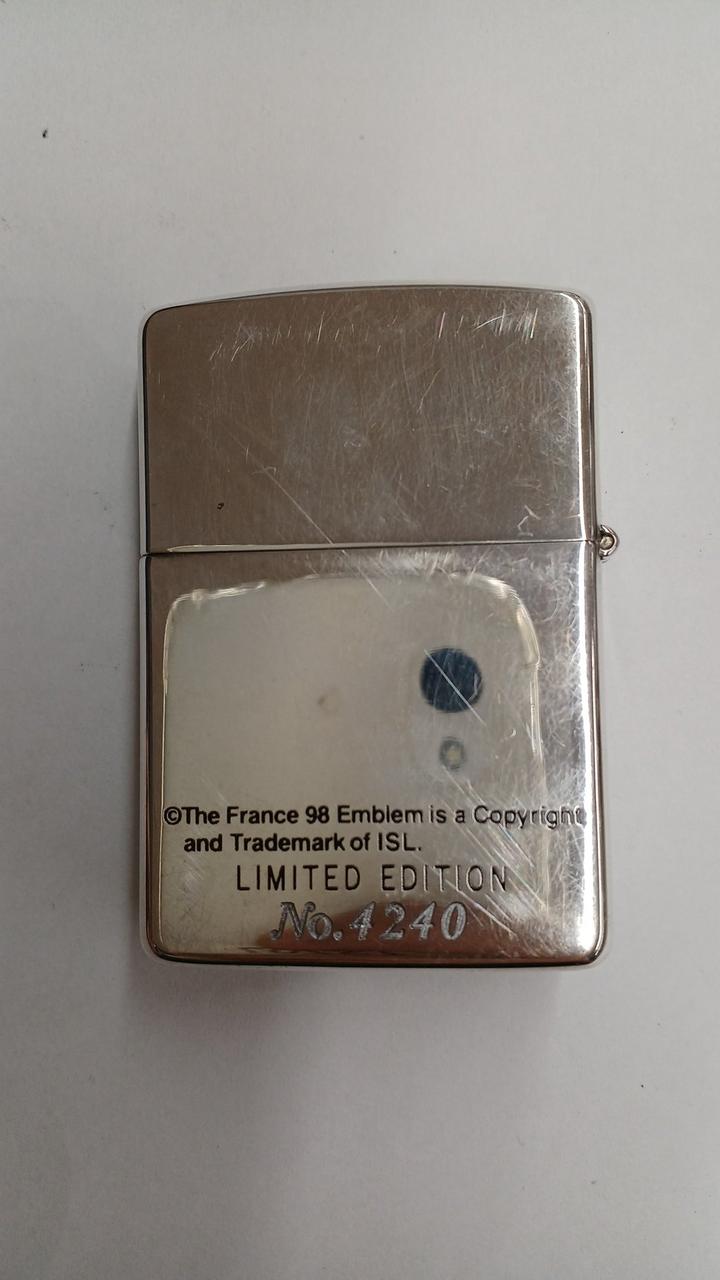 ©The France 98 Emblem is a Copyright
and Trademark of ISL.
LIMITED EDITION
No.4240